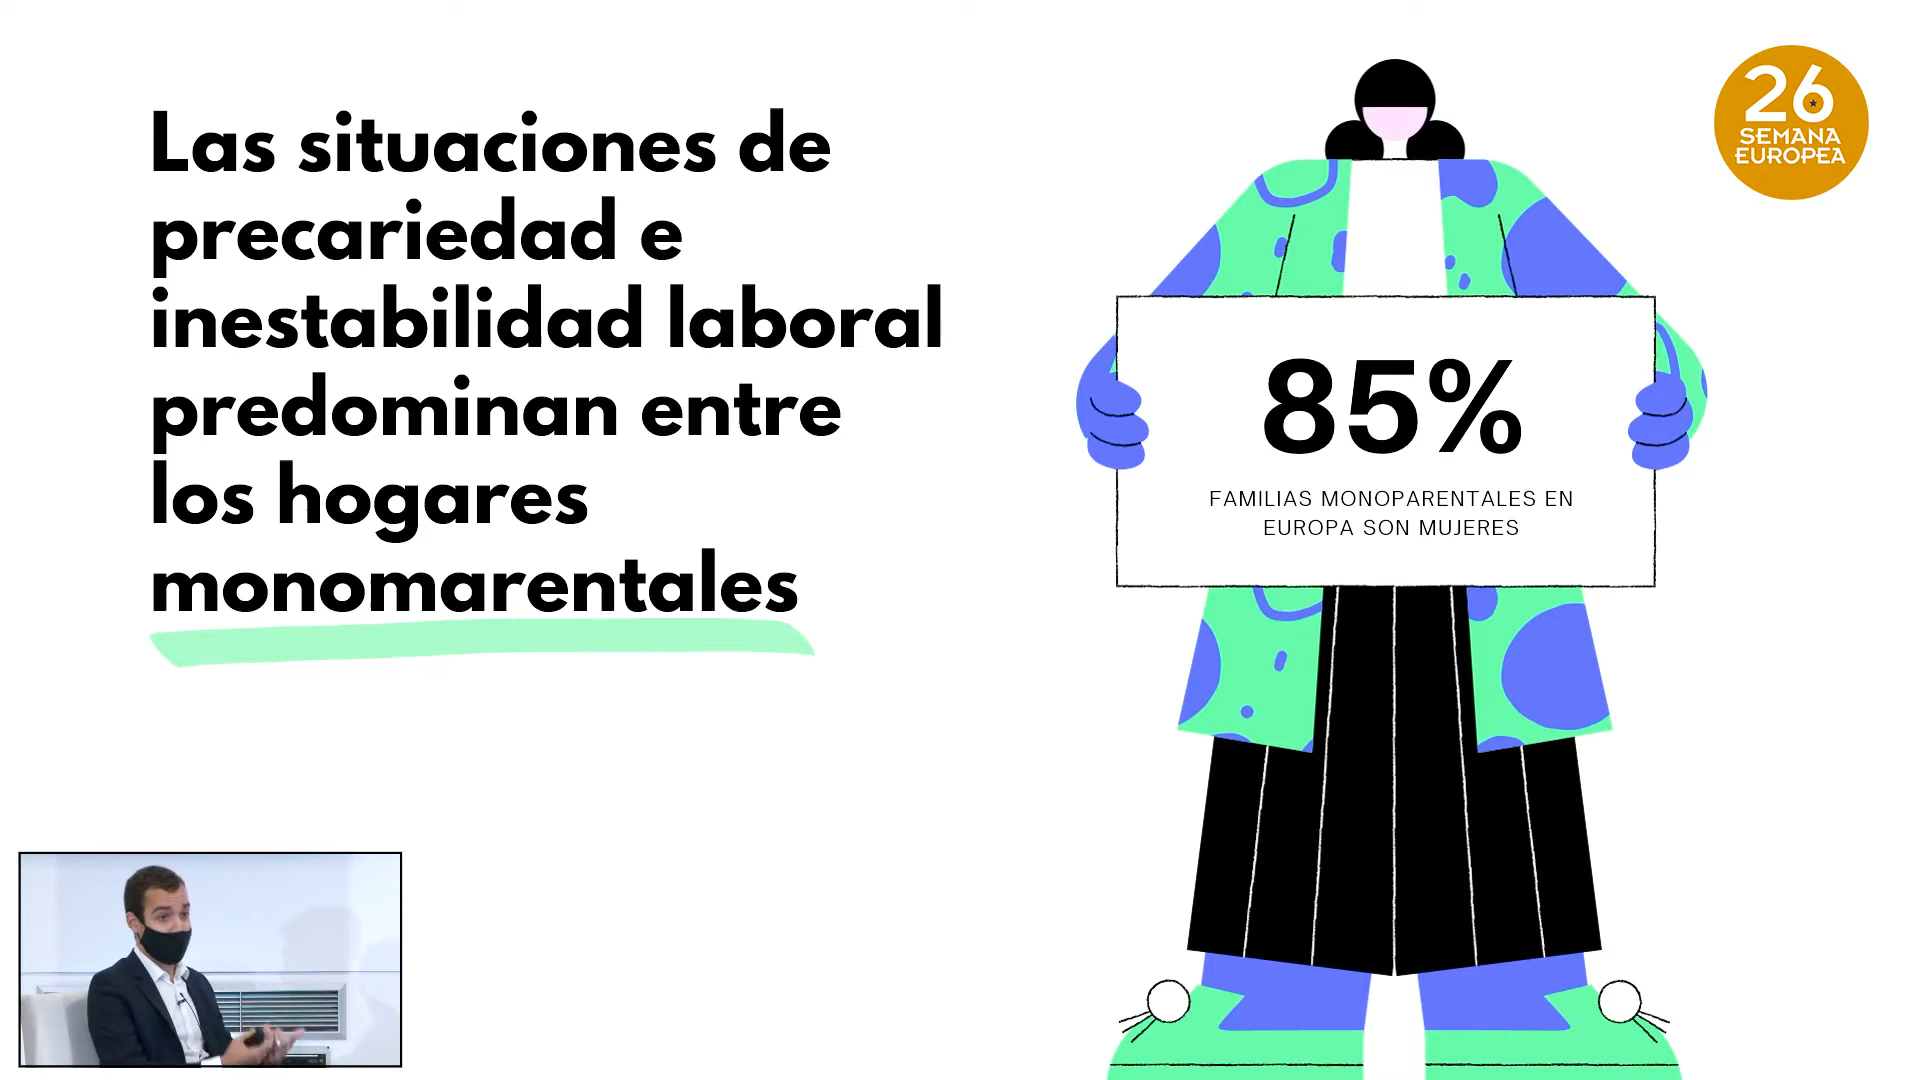 Las situaciones de
precariedad e
inestabilidad laboral
predominan entre
los hogares
monomarentales
85%
FAMILIAS MONOPARENTALES EN
EUROPA SON MUJERES
26
SEMANA
EUROPEA